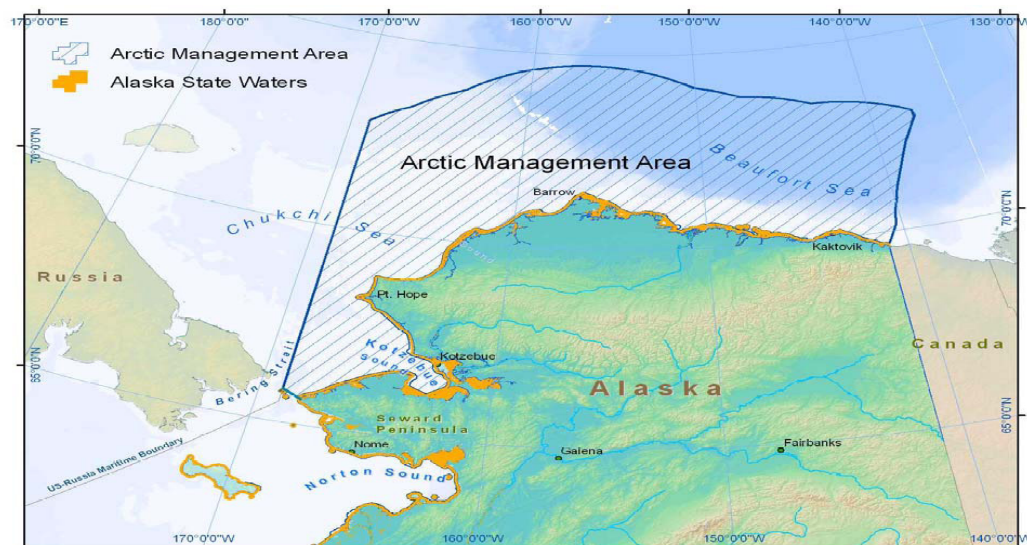 170°0'0"E
180°0'0"W
170°0'0"W
160°0'0"W
150°0'0"W
140°0'0"W
130°0'0"W
Arctic Management Area
Alaska State Waters
70°0'0"N
Arctic Management Area
Beaufort Sea
Barrow
Chukchi Sea
70°0'0"N
Kaktovik
Russia
Pt. Hope
Canada
Kotzebue
Sound
Kotzebue
65°0'0"N
Bering Strait
Alaska
Seward
Peninsula
65°0'0"N
Nome
Galena
Fairbanks
US-Russia Maritime Boundary
Norton Sound
170°0'0"W
160°0'0"W
150°0'0"W
140°0'0"W